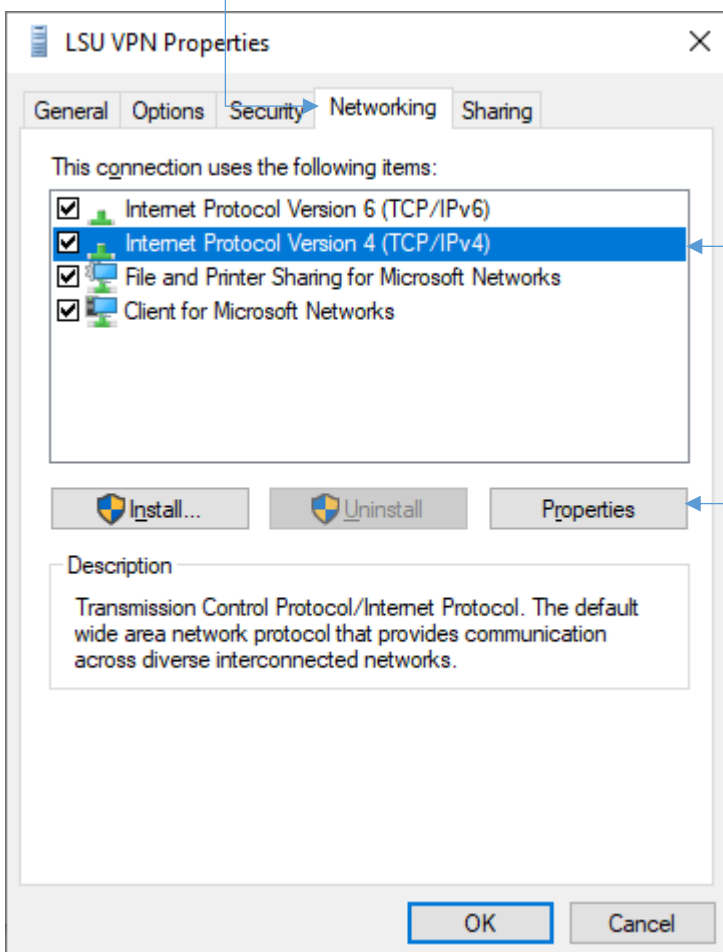 LSU VPN Properties
General Options Security Networking Sharing
This connection uses the following items:
Internet Protocol Version 6 (TCP/IPv6)
Internet Protocol Version 4 (TCP/IPv4)
File and Printer Sharing for Microsoft Networks
Client for Microsoft Networks
Install... Uninstall Properties
Description
Transmission Control Protocol/Internet Protocol. The default
wide area network protocol that provides communication
across diverse interconnected networks.
OK Cancel